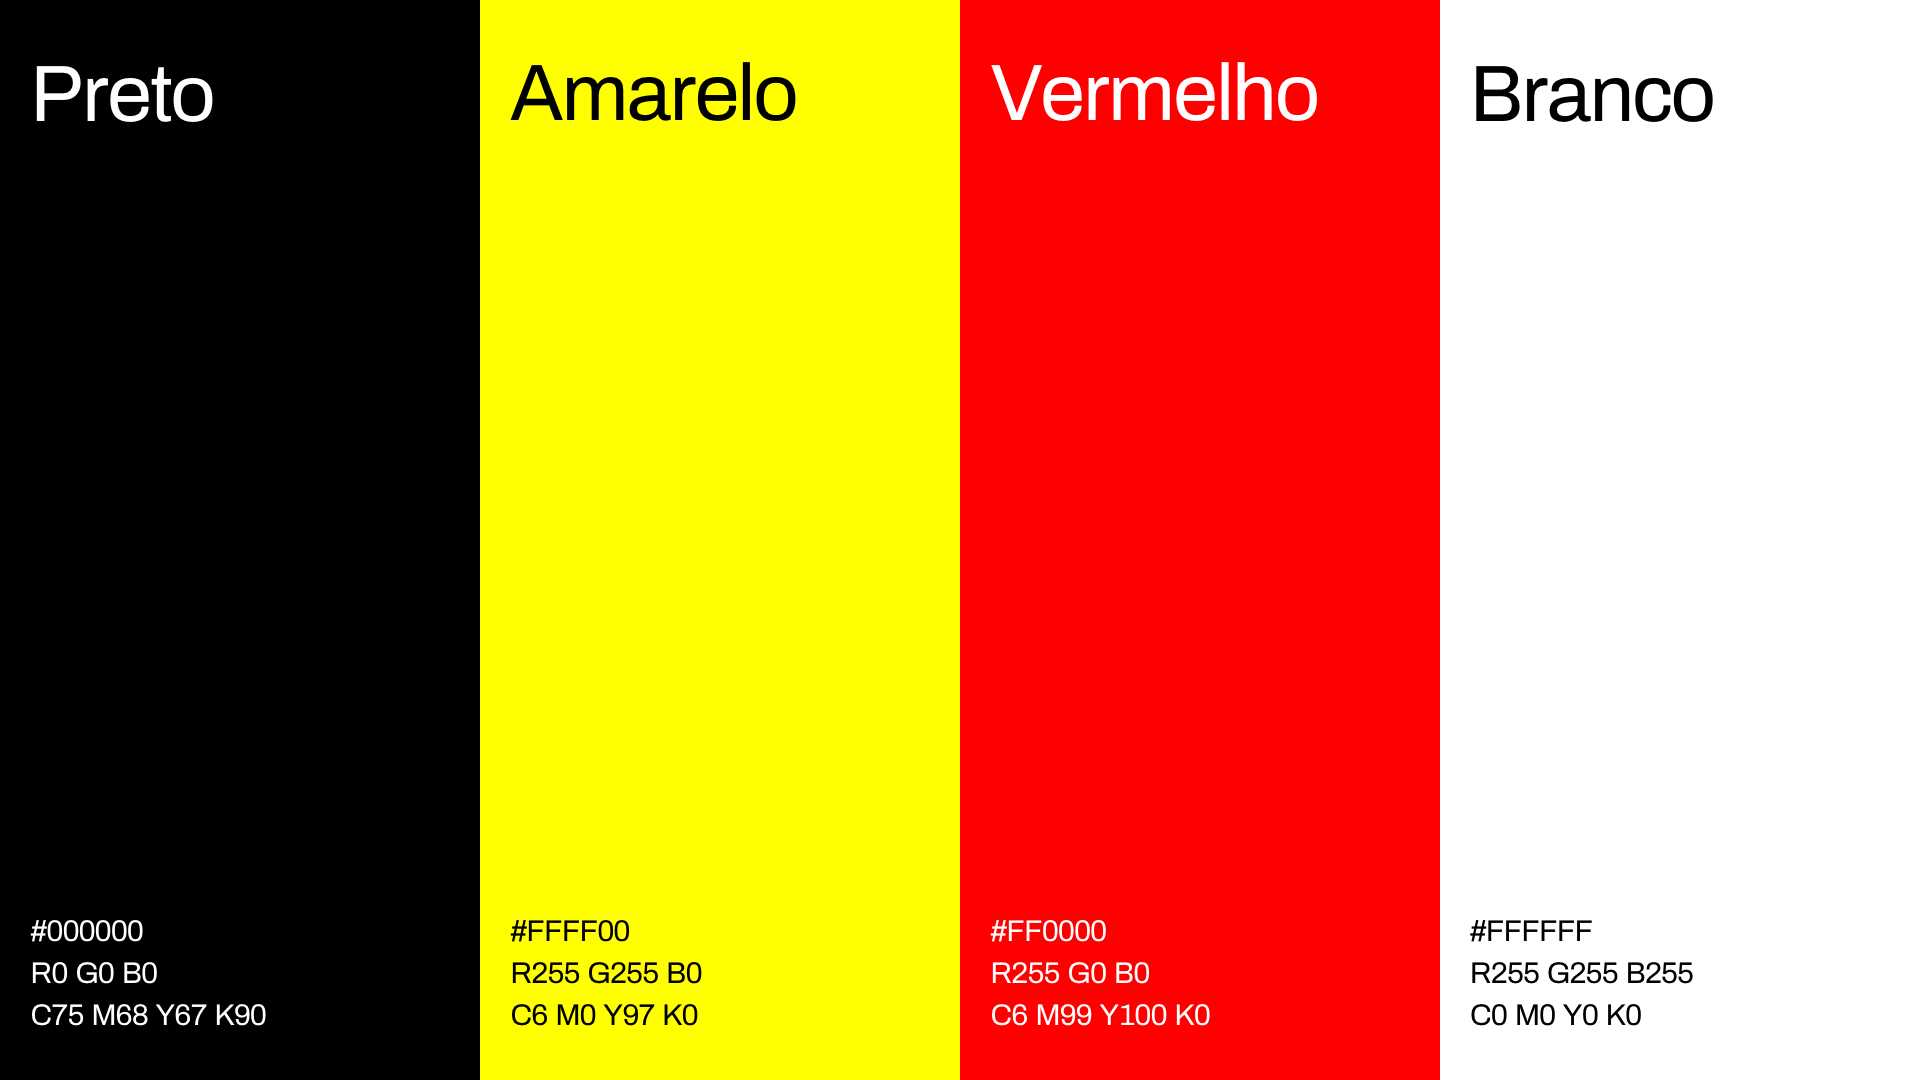 Preto
#000000
R0 G0 B0
C75 M68 Y67 K90
Amarelo
#FFFF00
R255 G255 B0
C6 M0 Y97 K0
Vermelho
#FF0000
R255 G0 B0
C6 M99 Y100 K0
Branco
#FFFFFF
R255 G255 B255
C0 M0 Y0 K0